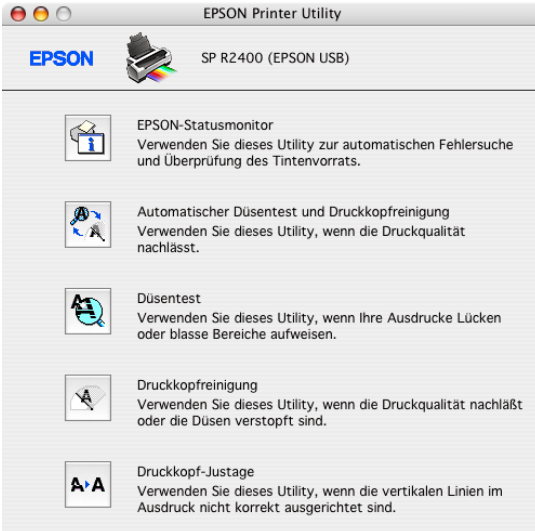 EPSON Printer Utility
EPSON
SP R2400 (EPSON USB)
EPSON-Statusmonitor
Verwenden Sie dieses Utility zur automatischen Fehlersuche
und Überprüfung des Tintenvorrats.
Automatischer Düsentest und Druckkopfreinigung
Verwenden Sie dieses Utility, wenn die Druckqualität
nachlässt.
Düsentest
Verwenden Sie dieses Utility, wenn Ihre Ausdrucke Lücken
oder blasse Bereiche aufweisen.
Druckkopfreinigung
Verwenden Sie dieses Utility, wenn die Druckqualität nachläßt
oder die Düsen verstopft sind.
Druckkopf-Justage
Verwenden Sie dieses Utility, wenn die vertikalen Linien im
Ausdruck nicht korrekt ausgerichtet sind.